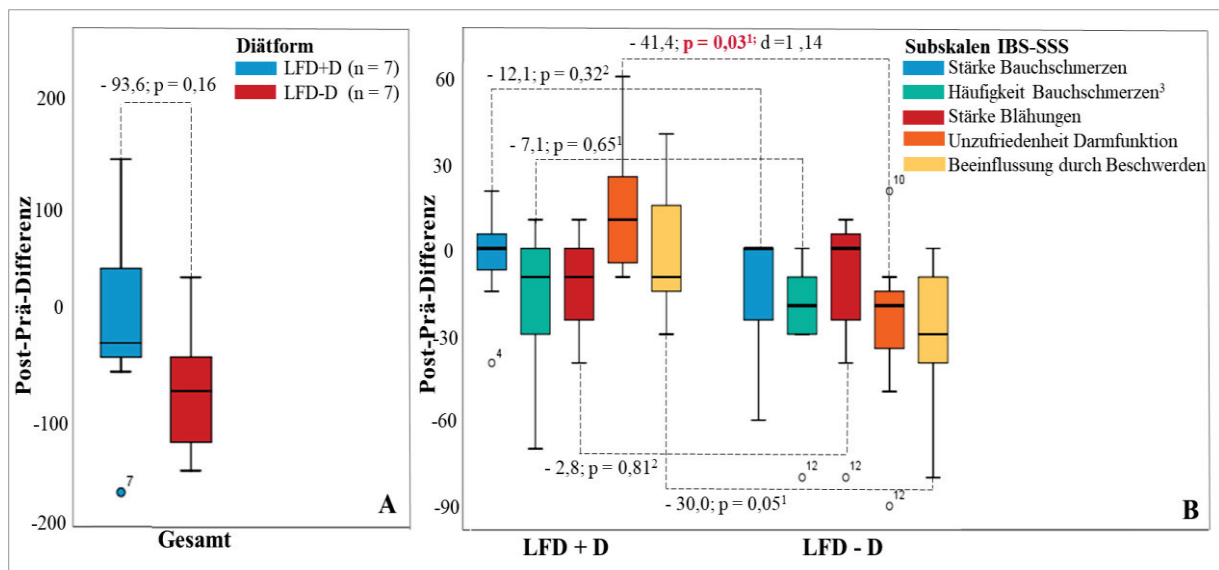 Diätform
LFD+D (n = 7)
LFD-D (n = 7)
- 93,6; p = 0,16
Post-Prä-Differenz
200
100
0
-100
-200
7
A
Gesamt
- 41,4; p = 0,03¹; d =1 ,14
- 12,1; p = 0,32²
- 7,1; p = 0,65¹
Subskalen IBS-SSS
Stärke Bauchschmerzen
Häufigkeit Bauchschmerzen³
Stärke Blähungen
Unzufriedenheit Darmfunktion
Beeinflussung durch Beschwerden
Post-Prä-Differenz
60
30
0
-30
-60
-90
10
4
12
12
12
- 2,8; p = 0,81²
- 30,0; p = 0,05¹
B
LFD + D
LFD - D